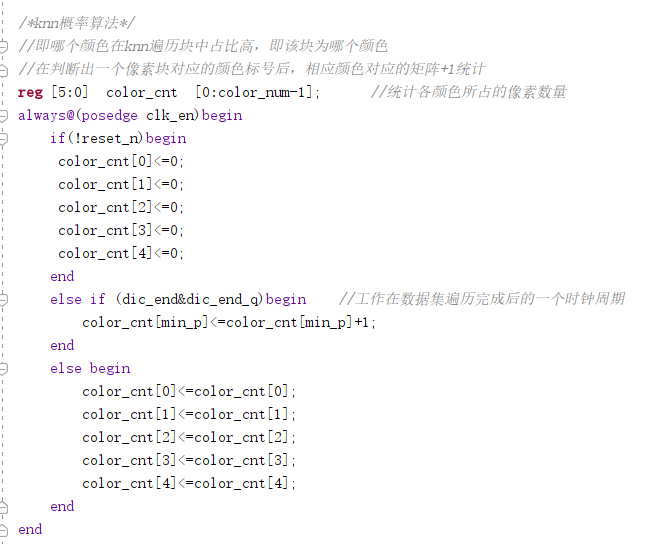 /*knn概率算法*/
//即哪个颜色在knn遍历块中占比高，即该块为哪个颜色
//在判断出一个像素块对应的颜色标号后，相应颜色对应的矩阵+1统计
reg [5:0]  color_cnt  [0:color_num-1];      //统计各颜色所占的像素数量
always@(posedge clk_en)begin
    if(!reset_n)begin
     color_cnt[0]<=0;
     color_cnt[1]<=0;
     color_cnt[2]<=0;
     color_cnt[3]<=0;
     color_cnt[4]<=0;
    end
    else if (dic_end&dic_end_q)begin    //工作在数据集遍历完成后的一个时钟周期
        color_cnt[min_p]<=color_cnt[min_p]+1;
    end
    else begin
        color_cnt[0]<=color_cnt[0];
        color_cnt[1]<=color_cnt[1];
        color_cnt[2]<=color_cnt[2];
        color_cnt[3]<=color_cnt[3];
        color_cnt[4]<=color_cnt[4];
    end
end